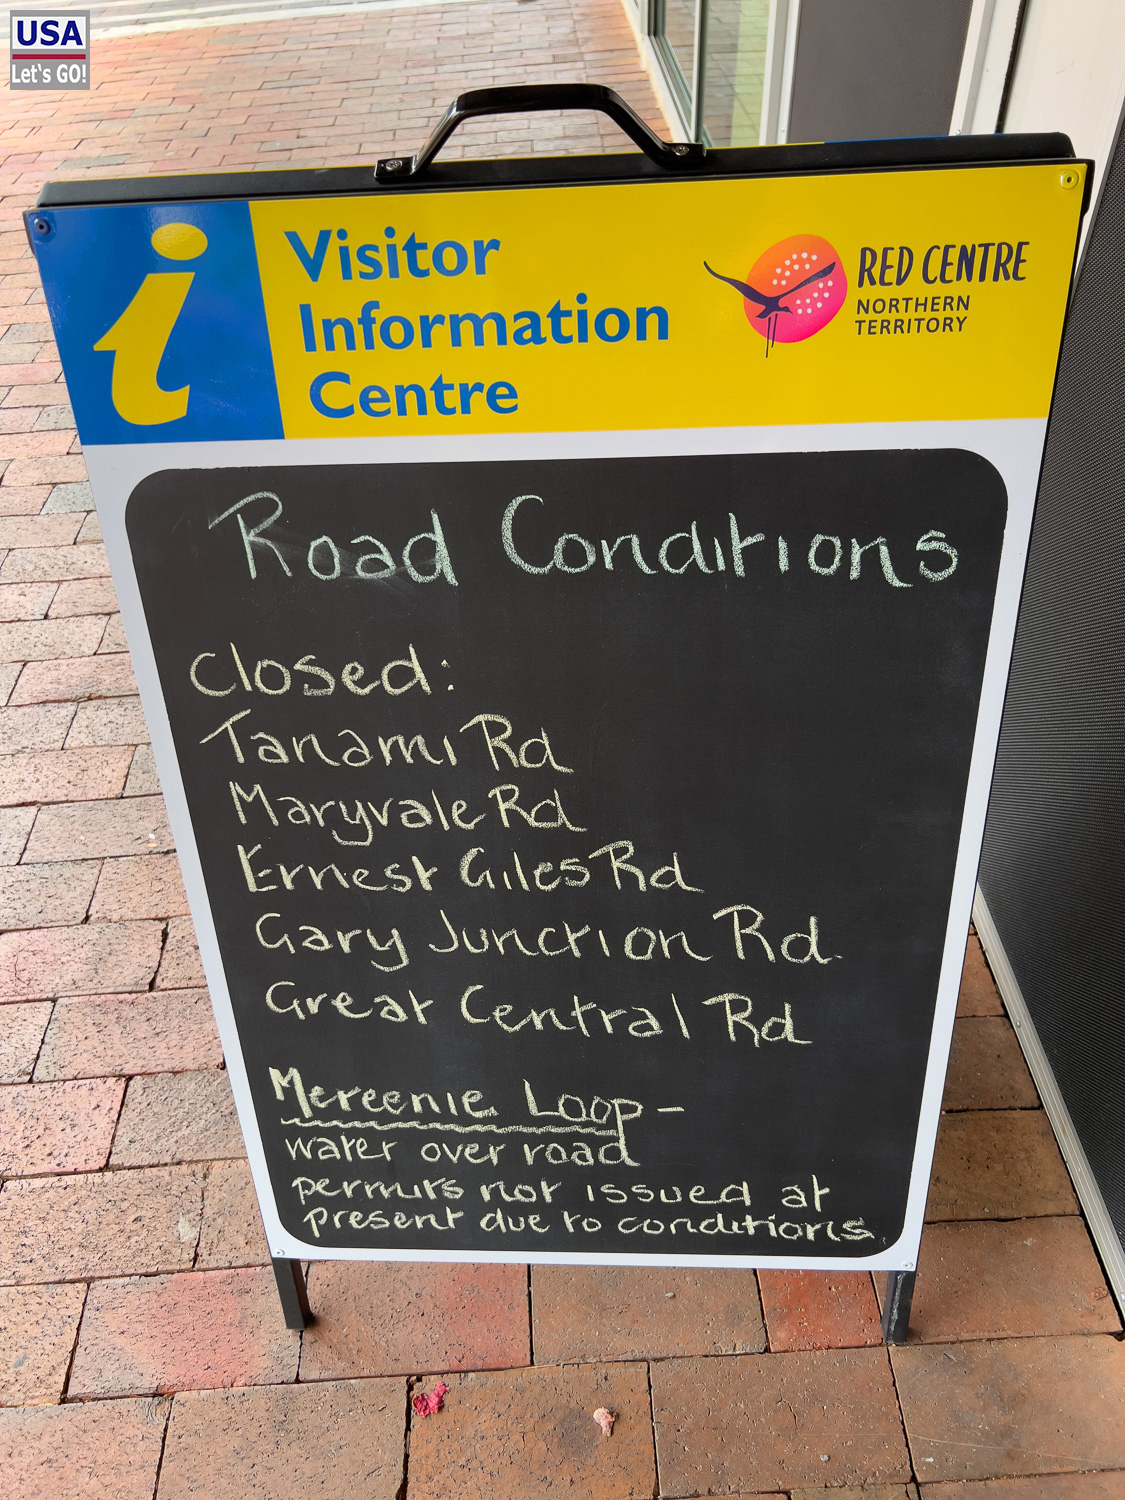 USA
Let's GO!
i
Visitor
Information
Centre
RED CENTRE
NORTHERN
TERRITORY
Road Conditions
Closed:
Tanami Rd
Maryvale Rd
Ernest Giles Rd
Gary Junction Rd.
Great Central Rd
Mereenie Loop-
water over road
permits not issued at
present due to conditions.